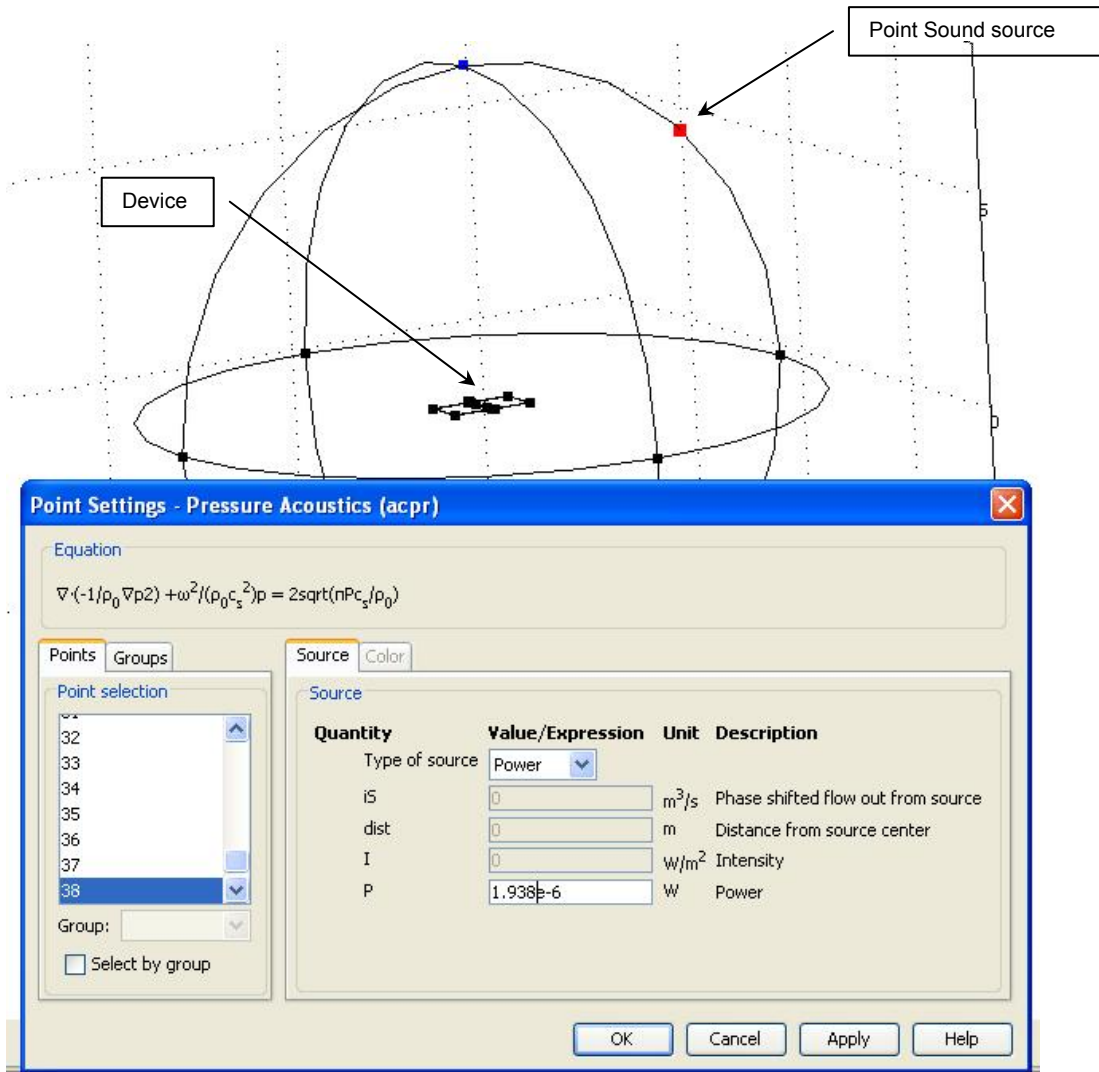 Point Sound source
Device
5
0
Point Settings - Pressure Acoustics (acpr)
Equation
∇·(-1/ρ₀ ∇p2) +ω²/(ρ₀cₛ²)p = 2sqrt(nPcₛ/ρ₀)
Points Groups
Source Color
Point selection
32
33
34
35
36
37
38
Group:
Select by group
Source
Quantity Value/Expression Unit Description
Type of source Power
iS 0 m³/s Phase shifted flow out from source
dist 0 m Distance from source center
I 0 W/m² Intensity
P 1.938e-6 W Power
OK Cancel Apply Help